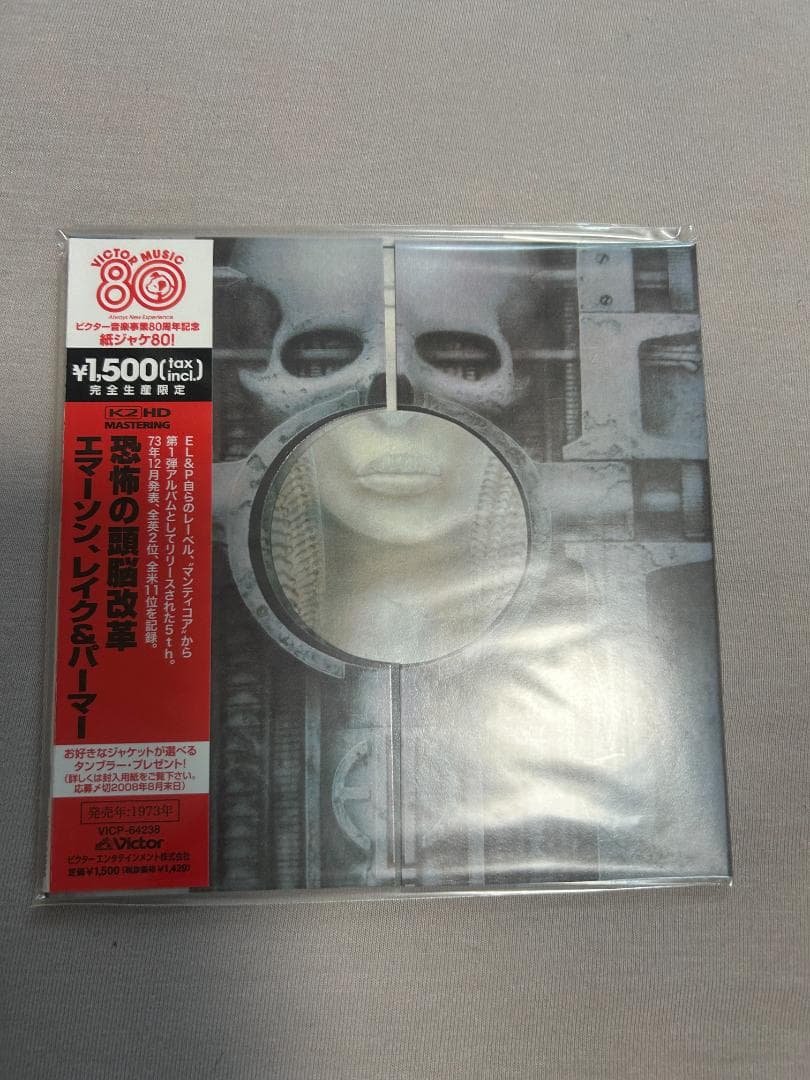 VICTOR MUSIC
80
Always New Experience
ビクター音楽事業80周年記念
紙ジャケ80!
¥1,500(tax incl.)
完全生産限定
K2 HD
MASTERING
EL&P自らのレーベル、“マンティコア”から
第1弾アルバムとしてリリースされた5th。
73年12月発表、全英2位、全米11位を記録。
恐怖の頭脳改革
エマーソン、レイク&パーマー
お好きなジャケットが選べる
タンブラー・プレゼント!
(詳しくは封入用紙をご覧下さい。
応募〆切2008年8月末日)
発売年:1973年
VICP-64238
Victor
ビクターエンタテインメント株式会社
定価¥1,500(税抜価格¥1,429)